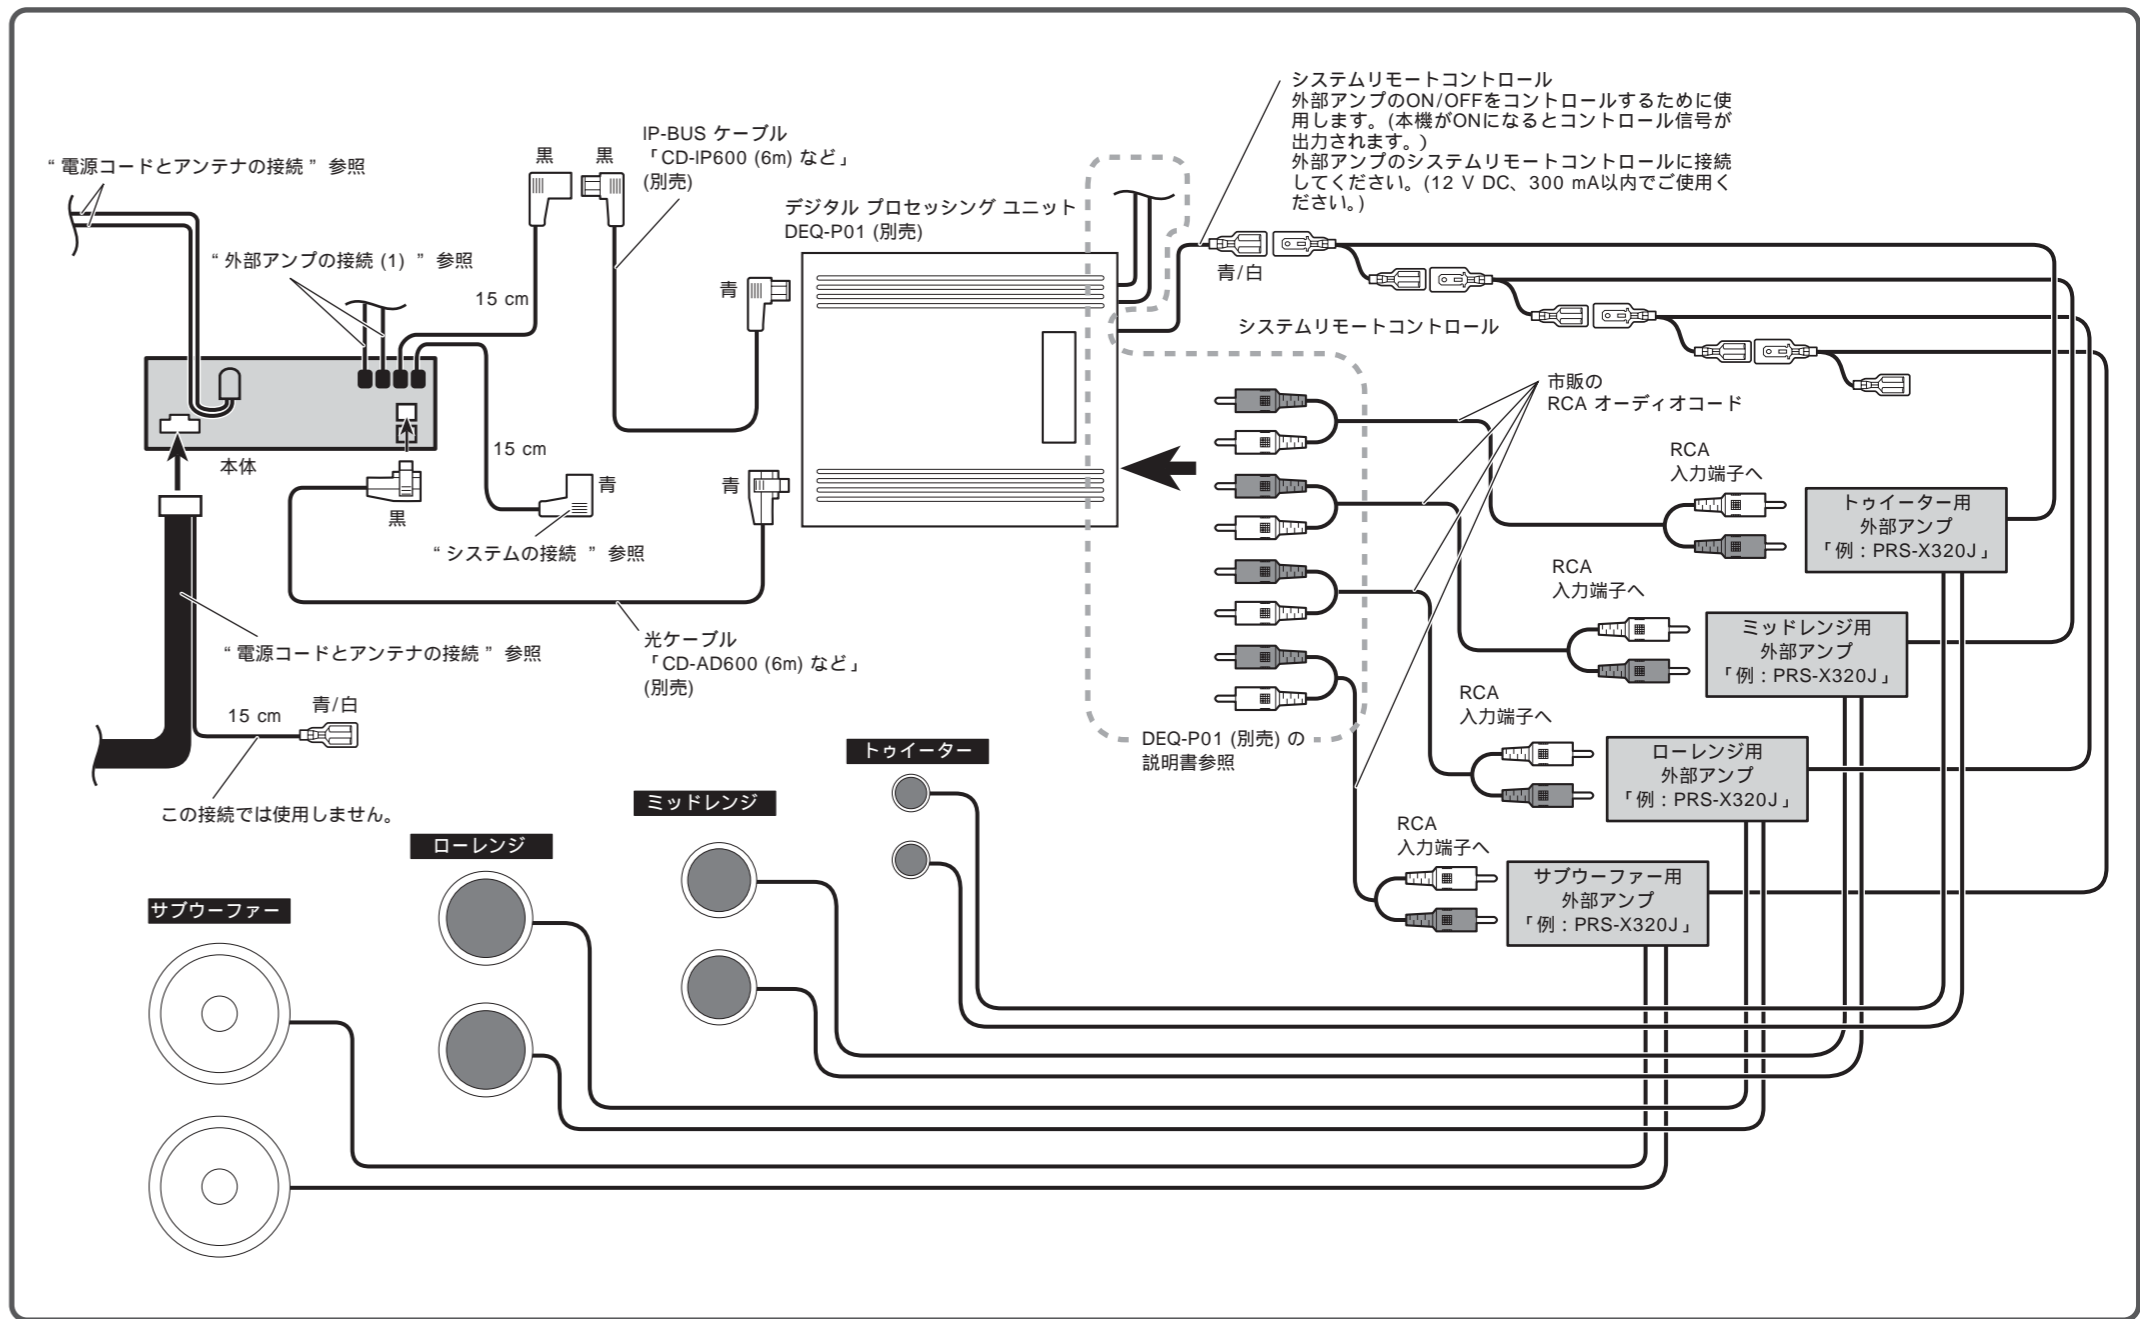 システムリモートコントロール
外部アンプのON/OFFをコントロールするために使
用します。(本機がONになるとコントロール信号が
出力されます。)
外部アンプのシステムリモートコントロールに接続
してください。(12 V DC、300 mA以内でご使用く
ださい。)
IP-BUS ケーブル
「CD-IP600 (6m) など」
(別売)
黒
黒
“電源コードとアンテナの接続” 参照
デジタル プロセッシング ユニット
DEQ-P01 (別売)
“外部アンプの接続 (1) ” 参照
青/白
15 cm
青
システムリモートコントロール
市販の
RCA オーディオコード
本体
15 cm
青
青
黒
“システムの接続 ” 参照
RCA
入力端子へ
トゥイーター用
外部アンプ
「例：PRS-X320J」
RCA
入力端子へ
ミッドレンジ用
外部アンプ
「例：PRS-X320J」
“電源コードとアンテナの接続” 参照
光ケーブル
「CD-AD600 (6m) など」
(別売)
15 cm
青/白
RCA
入力端子へ
ローレンジ用
外部アンプ
「例：PRS-X320J」
DEQ-P01 (別売) の
説明書参照
この接続では使用しません。
トゥイーター
ミッドレンジ
ローレンジ
サブウーファー
RCA
入力端子へ
サブウーファー用
外部アンプ
「例：PRS-X320J」